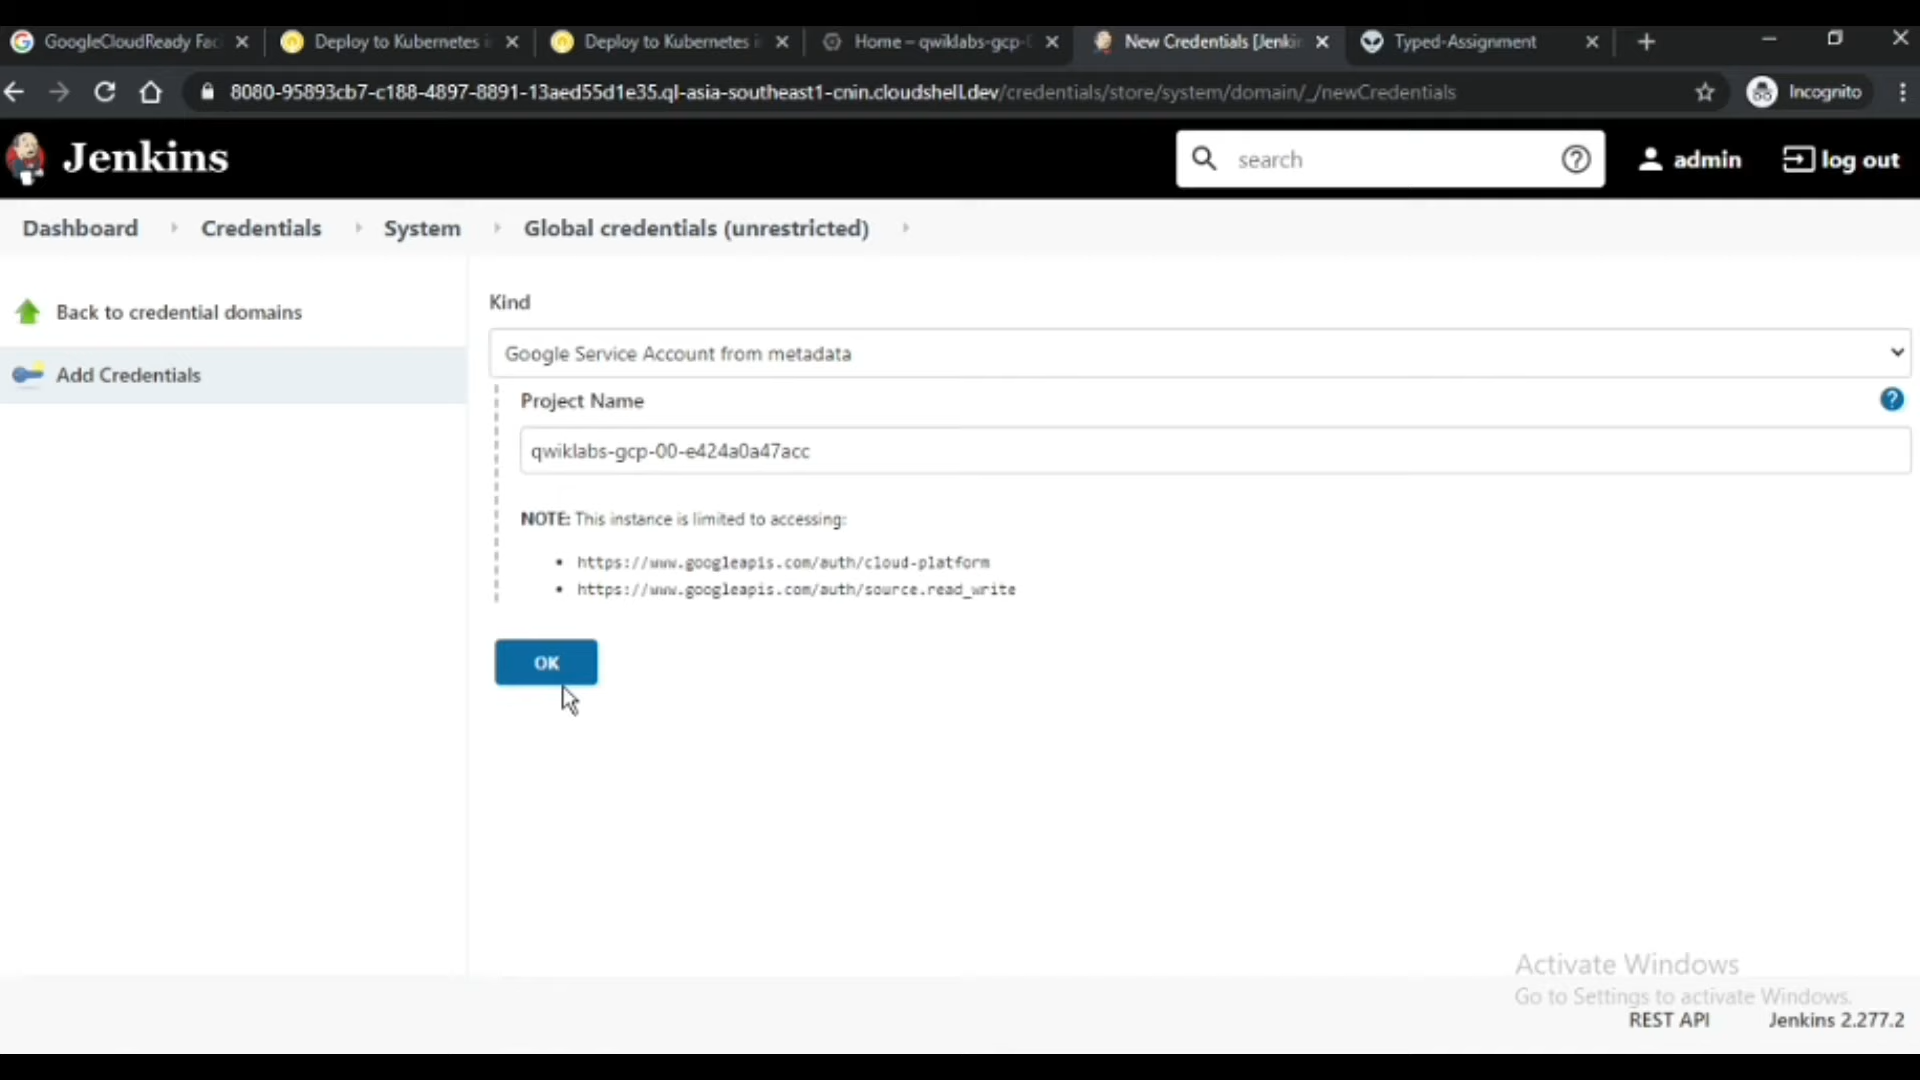 GoogleCloudReady Fac
Deploy to Kubernetes i
Deploy to Kubernetes i
Home – qwiklabs-gcp-
New Credentials [Jenki
Typed-Assignment
8080-95893cb7-c188-4897-8891-13aed55d1e35.ql-asia-southeast1-cnin.cloudshell.dev/credentials/store/system/domain/_/newCredentials
Incognito
Jenkins
search
admin
log out
Dashboard
Credentials
System
Global credentials (unrestricted)
Back to credential domains
Add Credentials
Kind
Google Service Account from metadata
Project Name
qwiklabs-gcp-00-e424a0a47acc
NOTE: This instance is limited to accessing:
• https://www.googleapis.com/auth/cloud-platform
• https://www.googleapis.com/auth/source.read_write
OK
Activate Windows
Go to Settings to activate Windows.
REST API
Jenkins 2.277.2